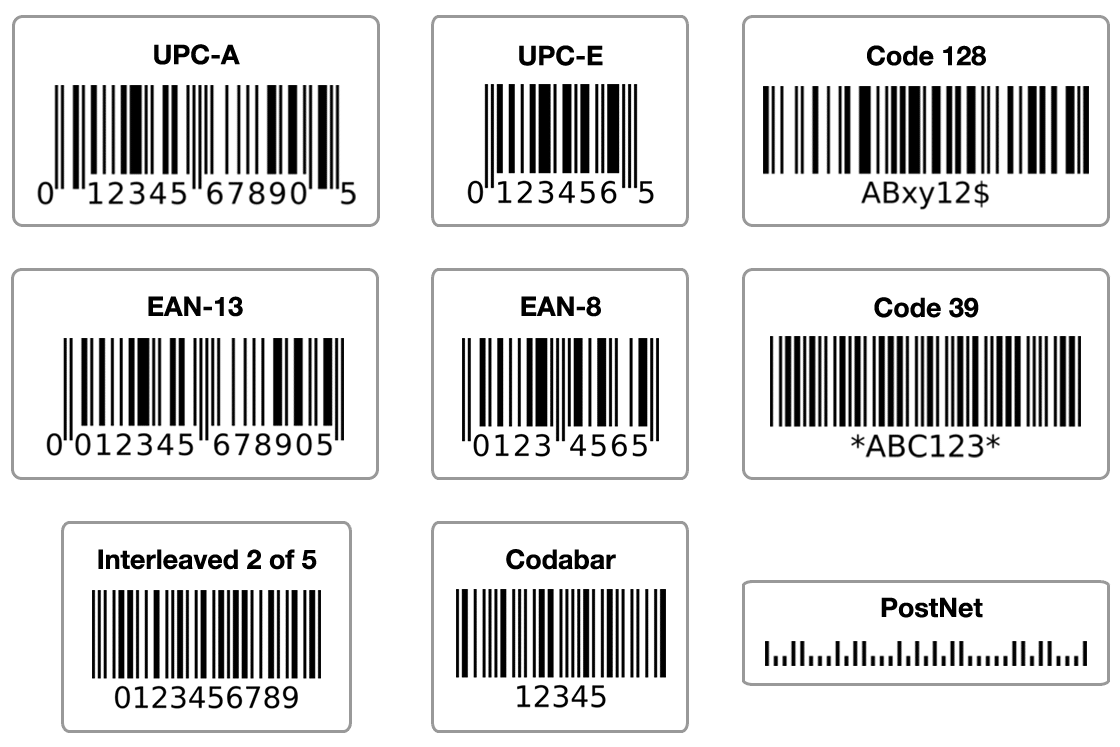 UPC-A
0 12345 67890 5
UPC-E
0 123456 5
Code 128
ABxy12$
EAN-13
0 012345 678905
EAN-8
0123 4565
Code 39
*ABC123*
Interleaved 2 of 5
0123456789
Codabar
12345
PostNet